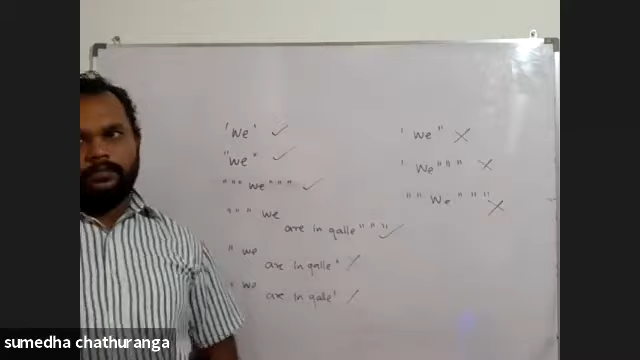 'we' ✓
"we" ✓
"""we""" ✓
""" we
are in galle""" ✓
" we
are in galle" ╳
' we
are in galle'
' we" ╳
' we""" ╳
"" we """ ╳
sumedha chathuranga